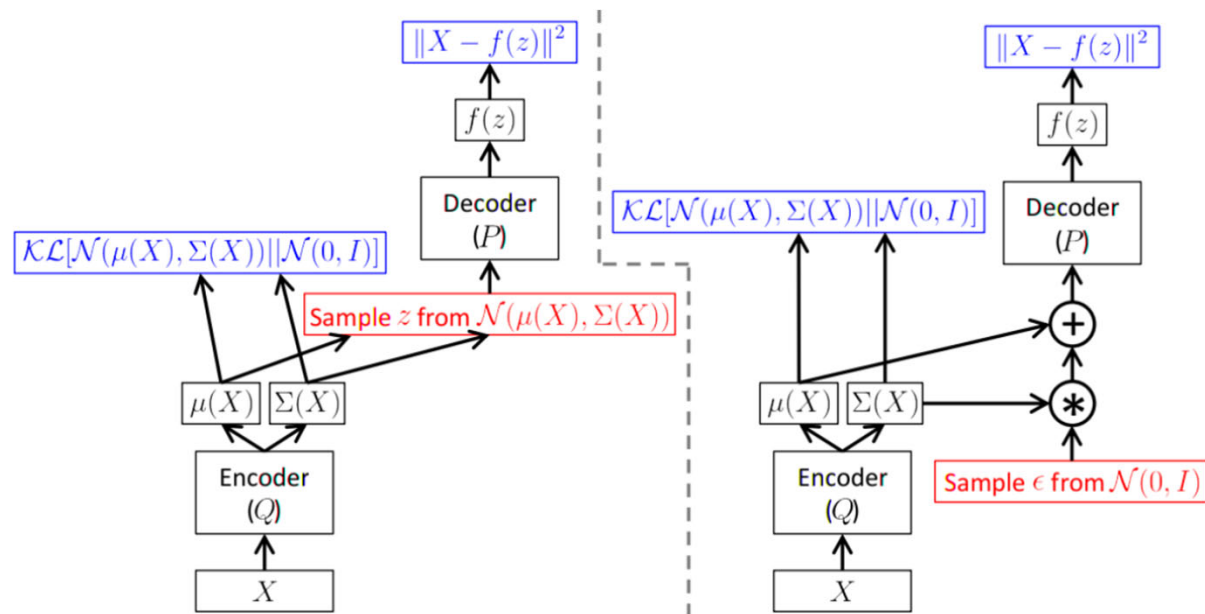 ‖X − f(z)‖²
f(z)
Decoder
(P)
𝒦ℒ[𝒩(μ(X), Σ(X))||𝒩(0, I)]
Sample z from 𝒩(μ(X), Σ(X))
μ(X)
Σ(X)
Encoder
(Q)
X
‖X − f(z)‖²
f(z)
Decoder
(P)
𝒦ℒ[𝒩(μ(X), Σ(X))||𝒩(0, I)]
+
μ(X)
Σ(X)
*
Encoder
(Q)
Sample ϵ from 𝒩(0, I)
X